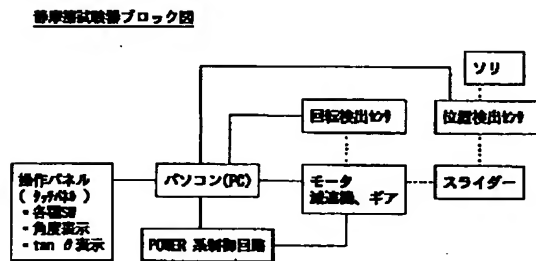 静摩擦試験器ブロック図
ソリ
回転検出ｾﾝｻ
位置検出ｾﾝｻ
操作パネル
( ﾀｯﾁﾊﾟﾈﾙ )
・各種SW
・角度表示
・tan θ 表示
パソコン(PC)
モータ
減速機、ギア
スライダー
POWER 系制御回路